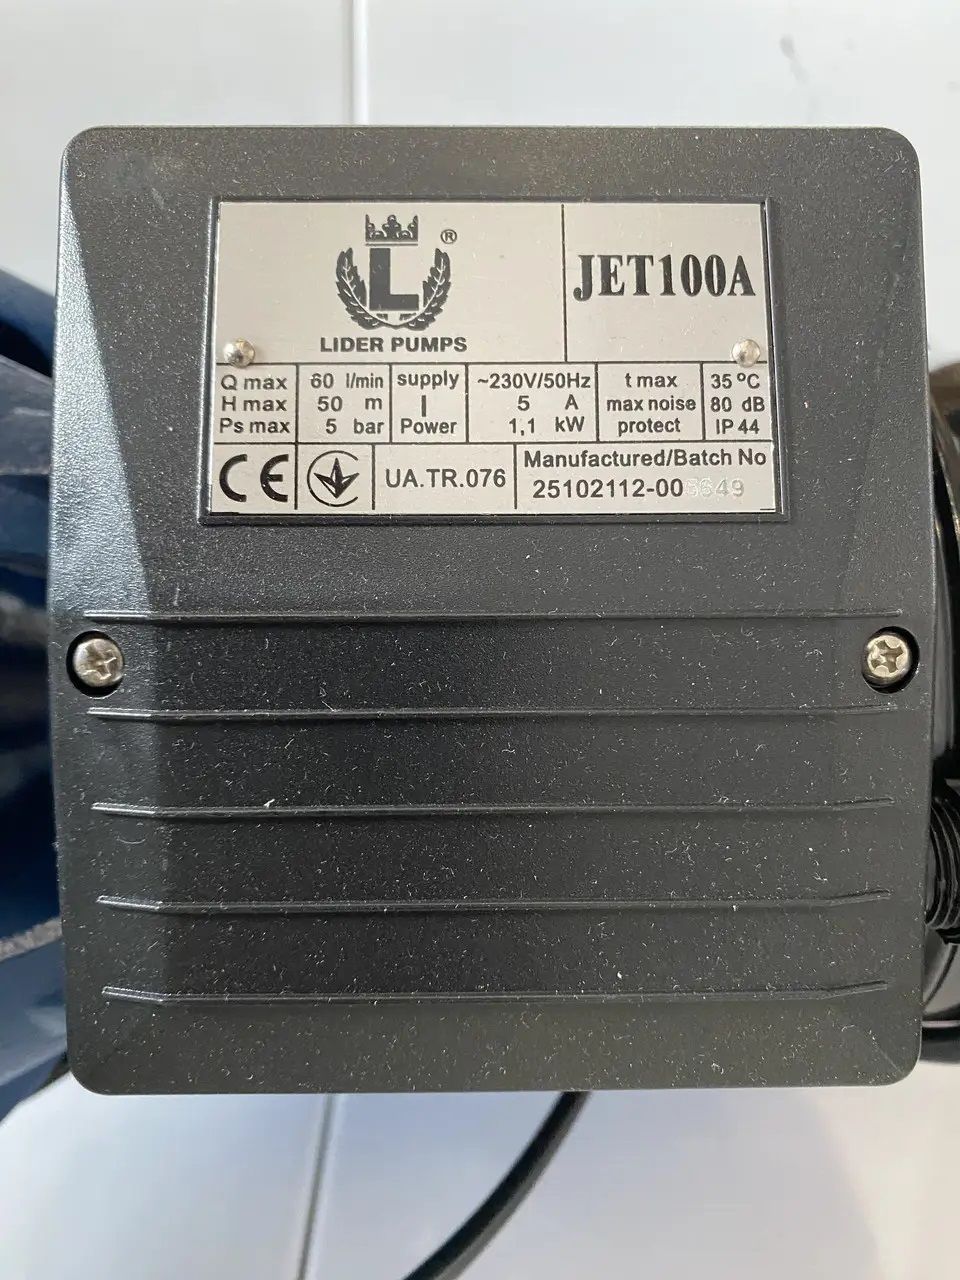 L ®
LIDER PUMPS
JET100A
Q max 60 l/min supply ~230V/50Hz t max 35 ºC
H max 50 m I 5 A max noise 80 dB
Ps max 5 bar Power 1,1 kW protect IP 44
CE UA.TR.076 Manufactured/Batch No
25102112-00